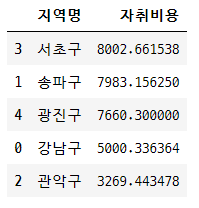 지역명 자취비용
3 서초구 8002.661538
1 송파구 7983.156250
4 광진구 7660.300000
0 강남구 5000.336364
2 관악구 3269.443478